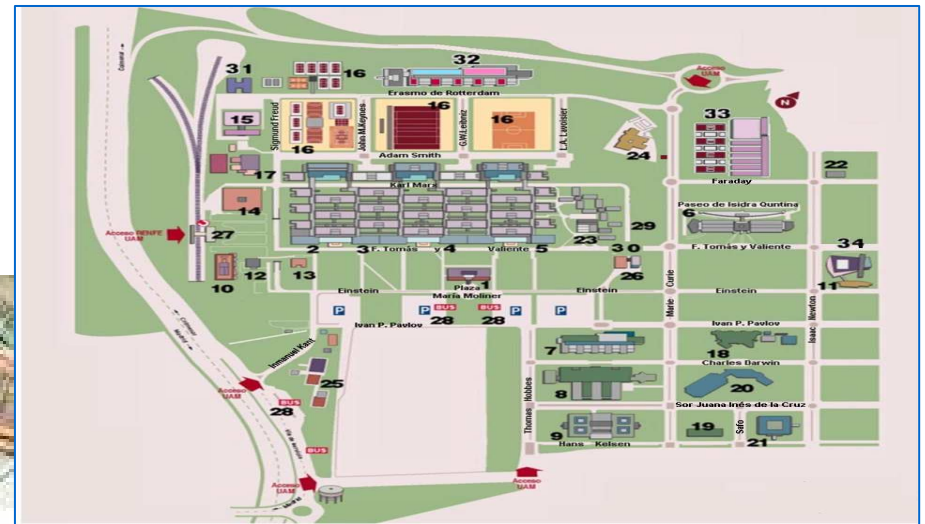 Colmenar
31
16
32
Acceso
UAM
Erasmo de Rotterdam
N
15
Sigmund Freud
John M.Keynes
16
G.W.Leibniz
16
L.A.Lavoisier
33
16
24
22
Adam Smith
17
Karl Marx
Faraday
14
Paseo de Isidra Quntina
6
Acceso RENFE
UAM
27
23
29
2
3
F. Tomás y
4
Valiente
5
30
F. Tomás y Valiente
34
10
12
13
1
26
11
Plaza
María Moliner
Einstein
Einstein
Marie Curie
Einstein
Isaac Newton
P
P
BUS
28
BUS
28
P
P
Ivan P. Pavlov
Ivan P. Pavlov
Inmanuel Kant
7
18
Charles Darwin
25
Acceso
UAM
28
BUS
8
20
Thomas Hobbes
Sor Juana Inés de la Cruz
9
19
Safo
21
BUS
Hans Kelsen
Acceso
UAM
Acceso
UAM